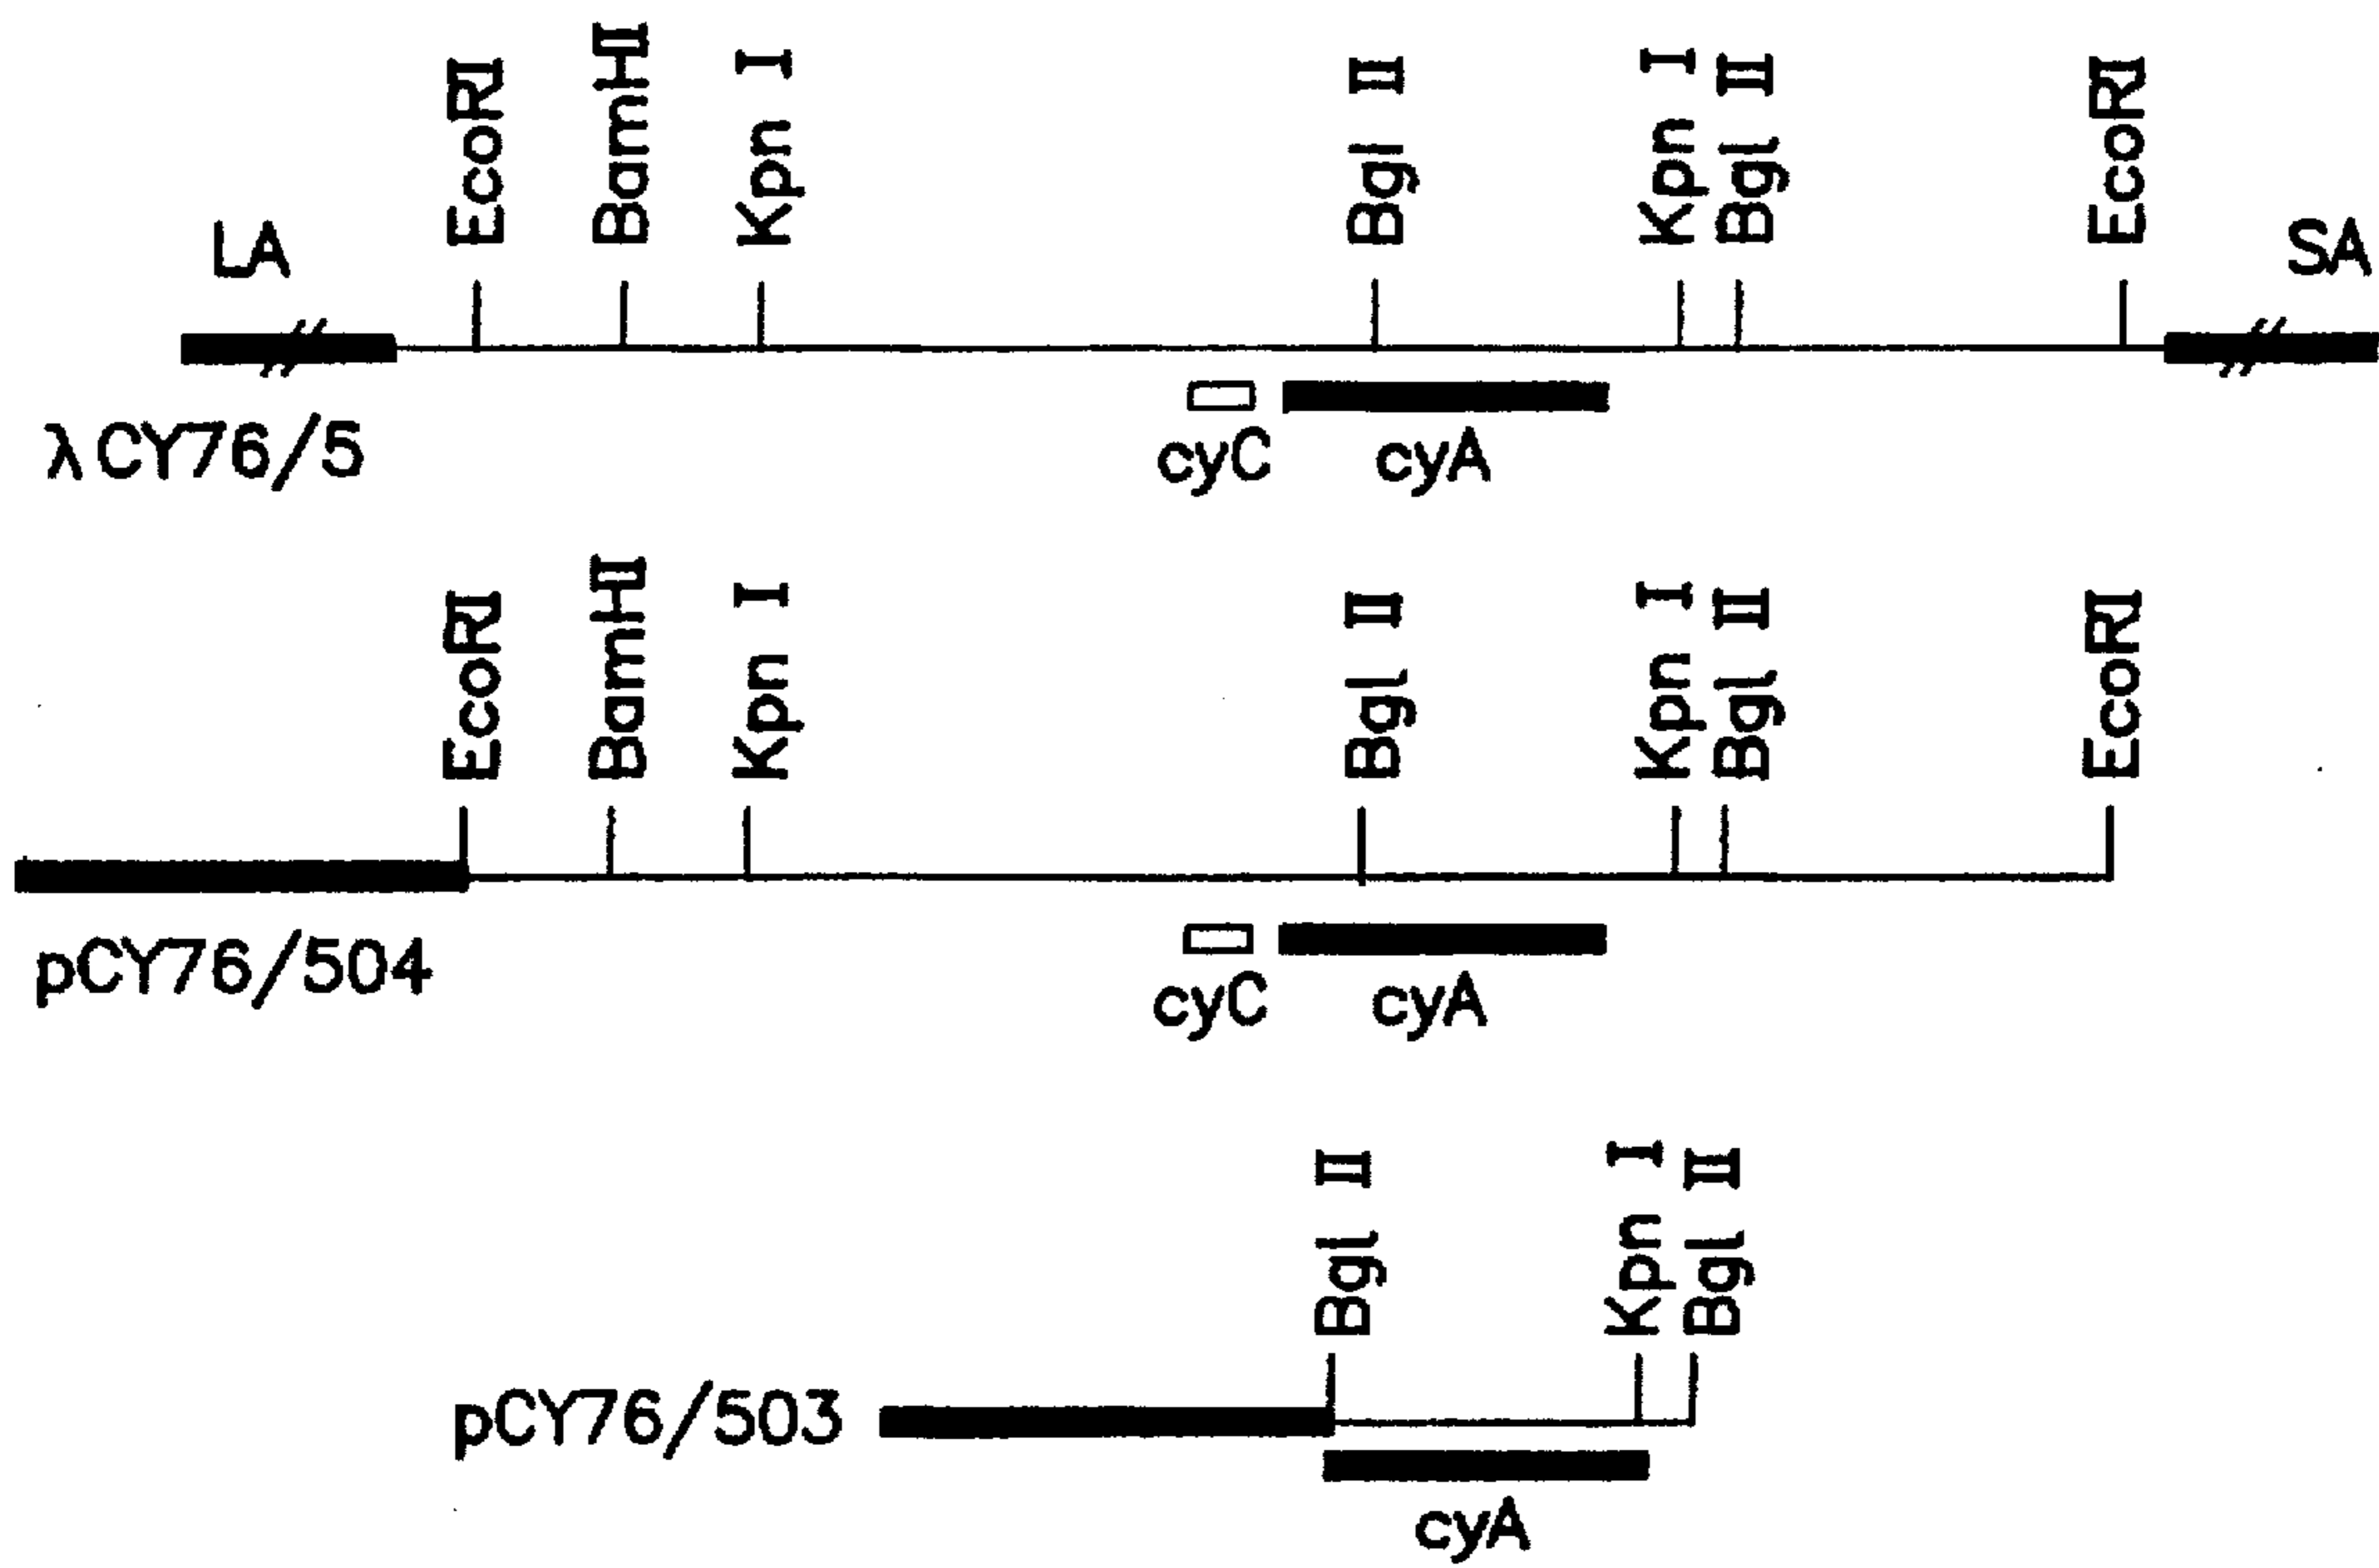 EcoRI BamHI Kpn I Bgl II Kpn I Bgl II EcoRI
LA SA
λCY76/5
cyC cyA
EcoRI BamHI Kpn I Bgl II Kpn I Bgl II EcoRI
pCY76/504
cyC cyA
Bgl II Kpn I Bgl II
pCY76/503
cyA